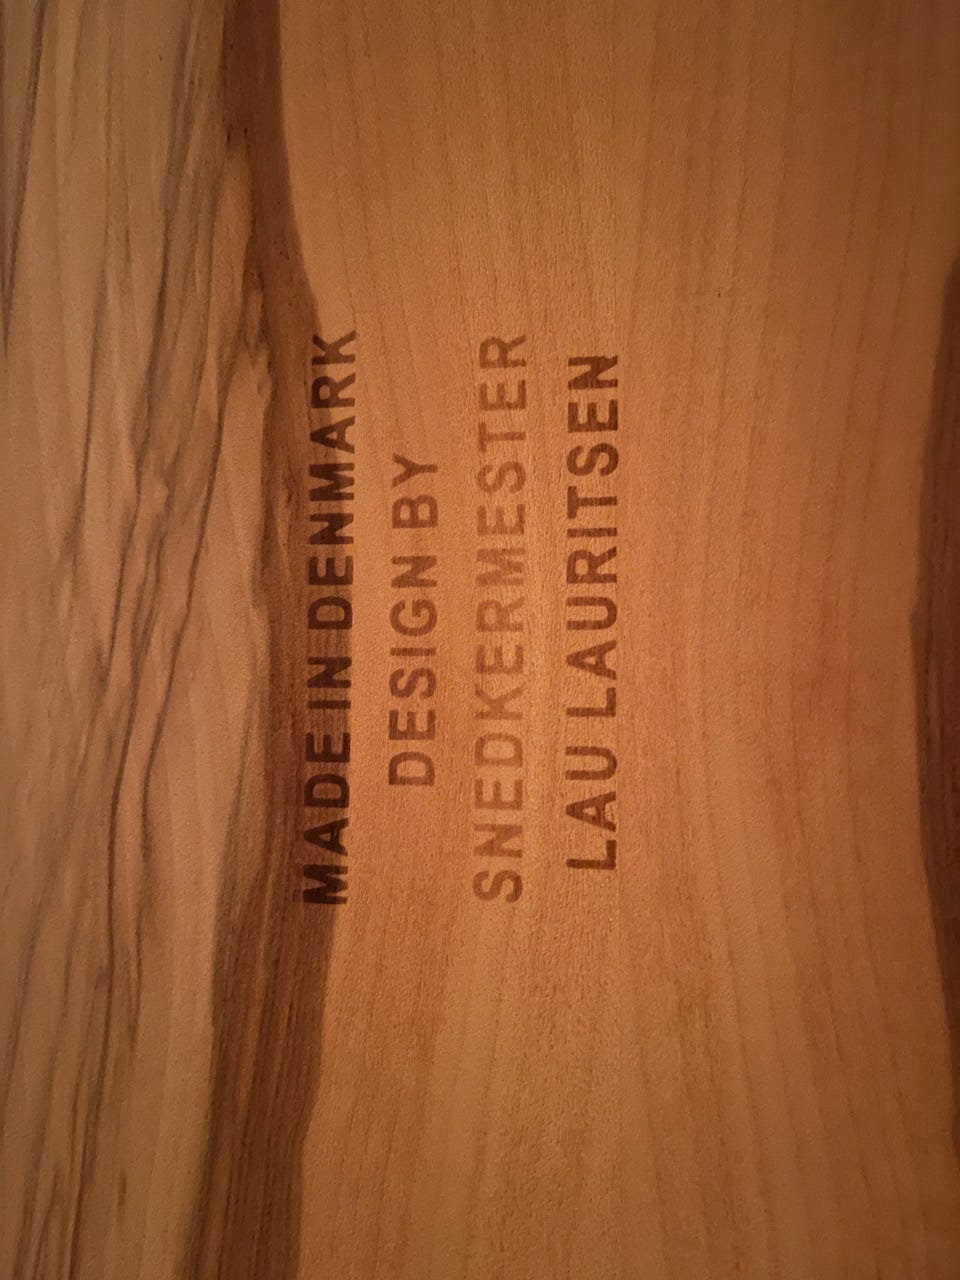 MADE IN DENMARK
DESIGN BY
SNEDKERMESTER
LAU LAURITSEN